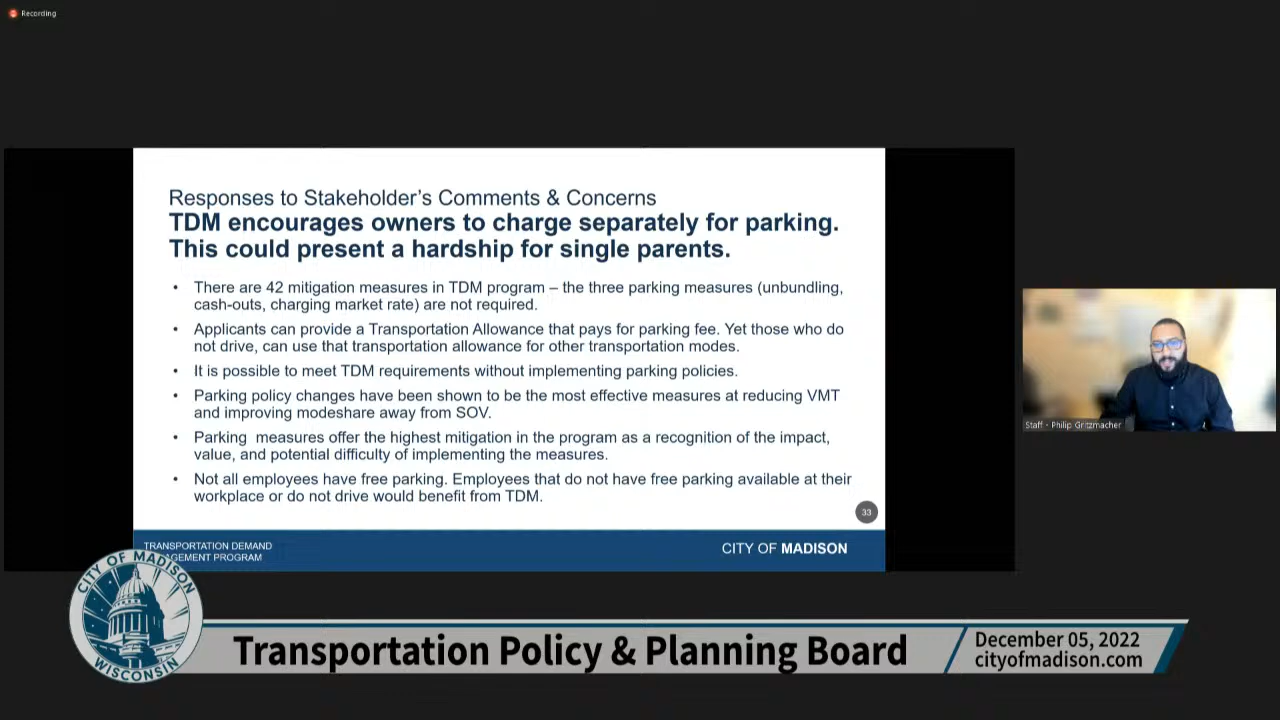 Recording
Responses to Stakeholder's Comments & Concerns
TDM encourages owners to charge separately for parking.
This could present a hardship for single parents.
• There are 42 mitigation measures in TDM program – the three parking measures (unbundling,
cash-outs, charging market rate) are not required.
• Applicants can provide a Transportation Allowance that pays for parking fee. Yet those who do
not drive, can use that transportation allowance for other transportation modes.
• It is possible to meet TDM requirements without implementing parking policies.
• Parking policy changes have been shown to be the most effective measures at reducing VMT
and improving modeshare away from SOV.
• Parking measures offer the highest mitigation in the program as a recognition of the impact,
value, and potential difficulty of implementing the measures.
• Not all employees have free parking. Employees that do not have free parking available at their
workplace or do not drive would benefit from TDM.
33
TRANSPORTATION DEMAND
AGEMENT PROGRAM
CITY OF MADISON
Staff - Philip Gritzmacher
CITY OF MADISON
WISCONSIN
Transportation Policy & Planning Board
December 05, 2022
cityofmadison.com